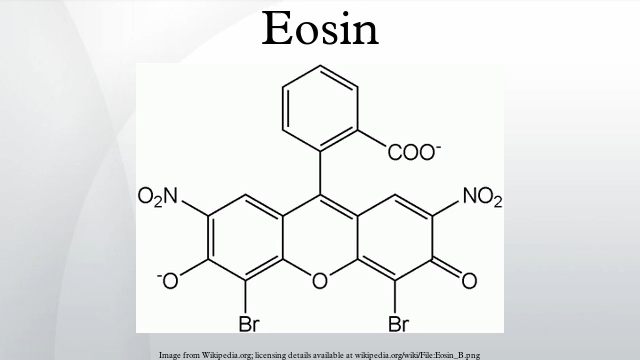 Eosin
COO-
O2N
NO2
-O
O
O
Br
Br
Image from Wikipedia.org; licensing details available at wikipedia.org/wiki/File:Eosin_B.png